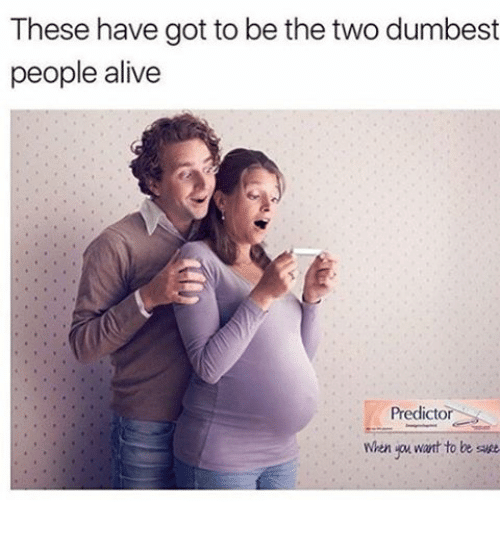 These have got to be the two dumbest
people alive
Predictor
When you want to be sure